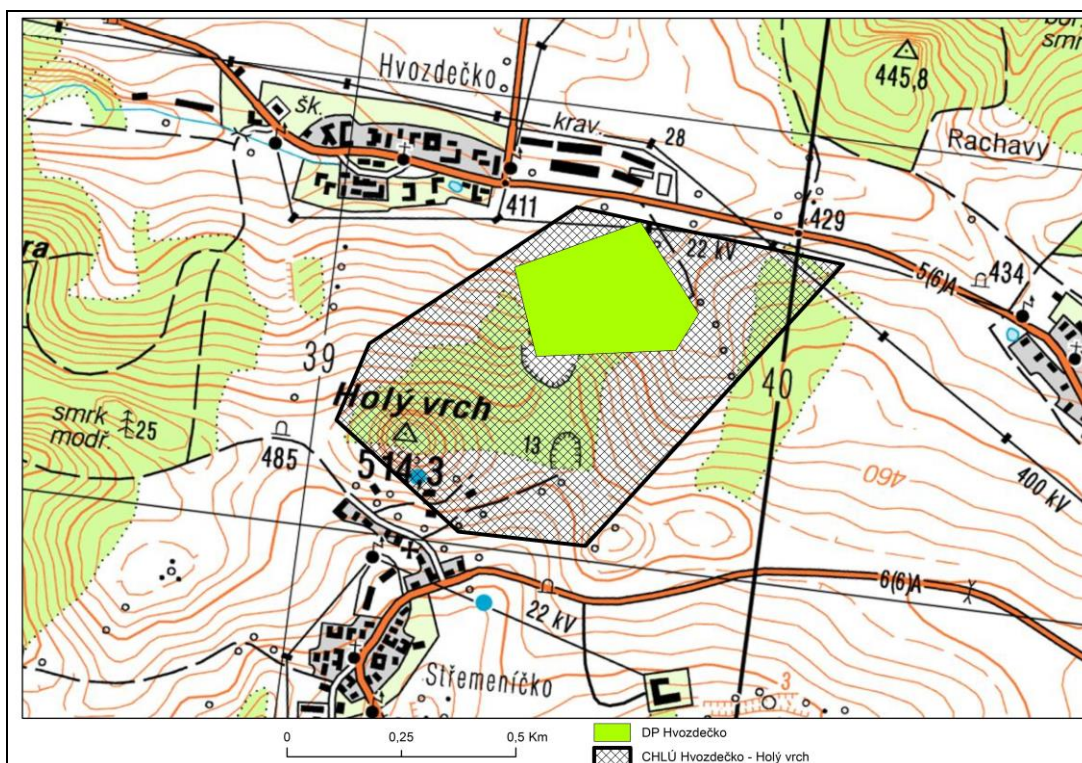 Hvozdečko
šk.
krav.
28
445,8
Rachavy
411
429
22 kV
5(6)A
434
ra
39
40
Holý vrch
smrk
modř.
25
485
514,3
13
460
400 kV
6(6)A
22 kV
Střemeníčko
3
0 0,25 0,5 Km
DP Hvozdečko
CHLÚ Hvozdečko - Holý vrch